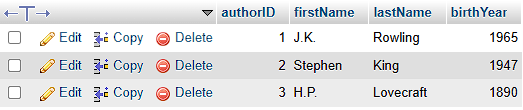 authorID firstName lastName birthYear
Edit Copy Delete 1 J.K. Rowling 1965
Edit Copy Delete 2 Stephen King 1947
Edit Copy Delete 3 H.P. Lovecraft 1890